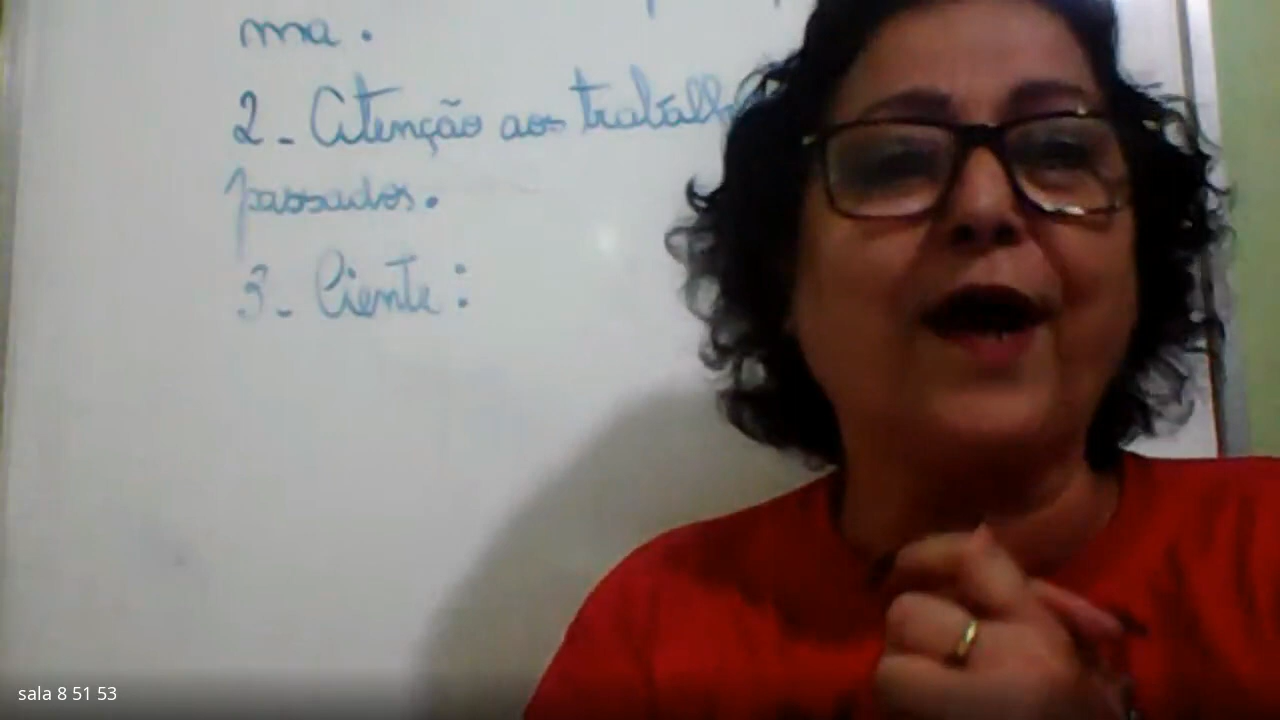 ma.
2 - Atenção aos
passados.
3 - Ciente:
sala 8 51 53